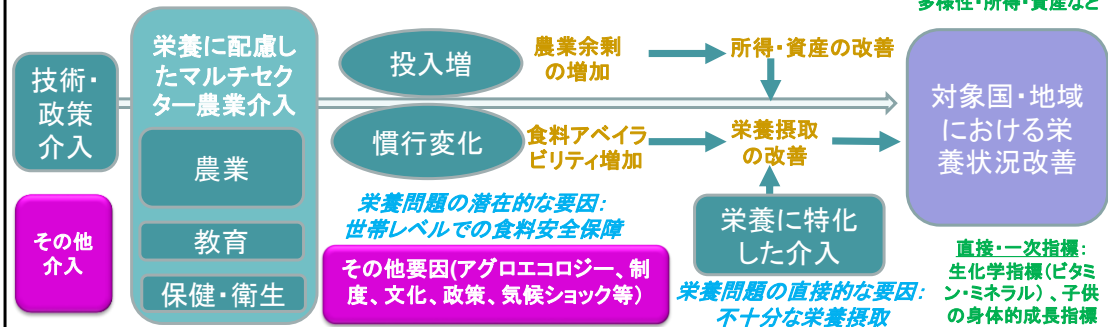 多様性・所得・資産など
技術・
政策
介入
その他
介入
栄養に配慮し
たマルチセク
ター農業介入
農業
教育
保健・衛生
投入増
慣行変化
農業余剰
の増加
食料アベイラ
ビリティ増加
所得・資産の改善
栄養摂取
の改善
栄養問題の潜在的な要因：
世帯レベルでの食料安全保障
その他要因(アグロエコロジー、制
度、文化、政策、気候ショック等)
栄養に特化
した介入
栄養問題の直接的な要因：
不十分な栄養摂取
対象国・地域
における栄
養状況改善
直接・一次指標：
生化学指標(ビタミ
ン・ミネラル)、子供
の身体的成長指標